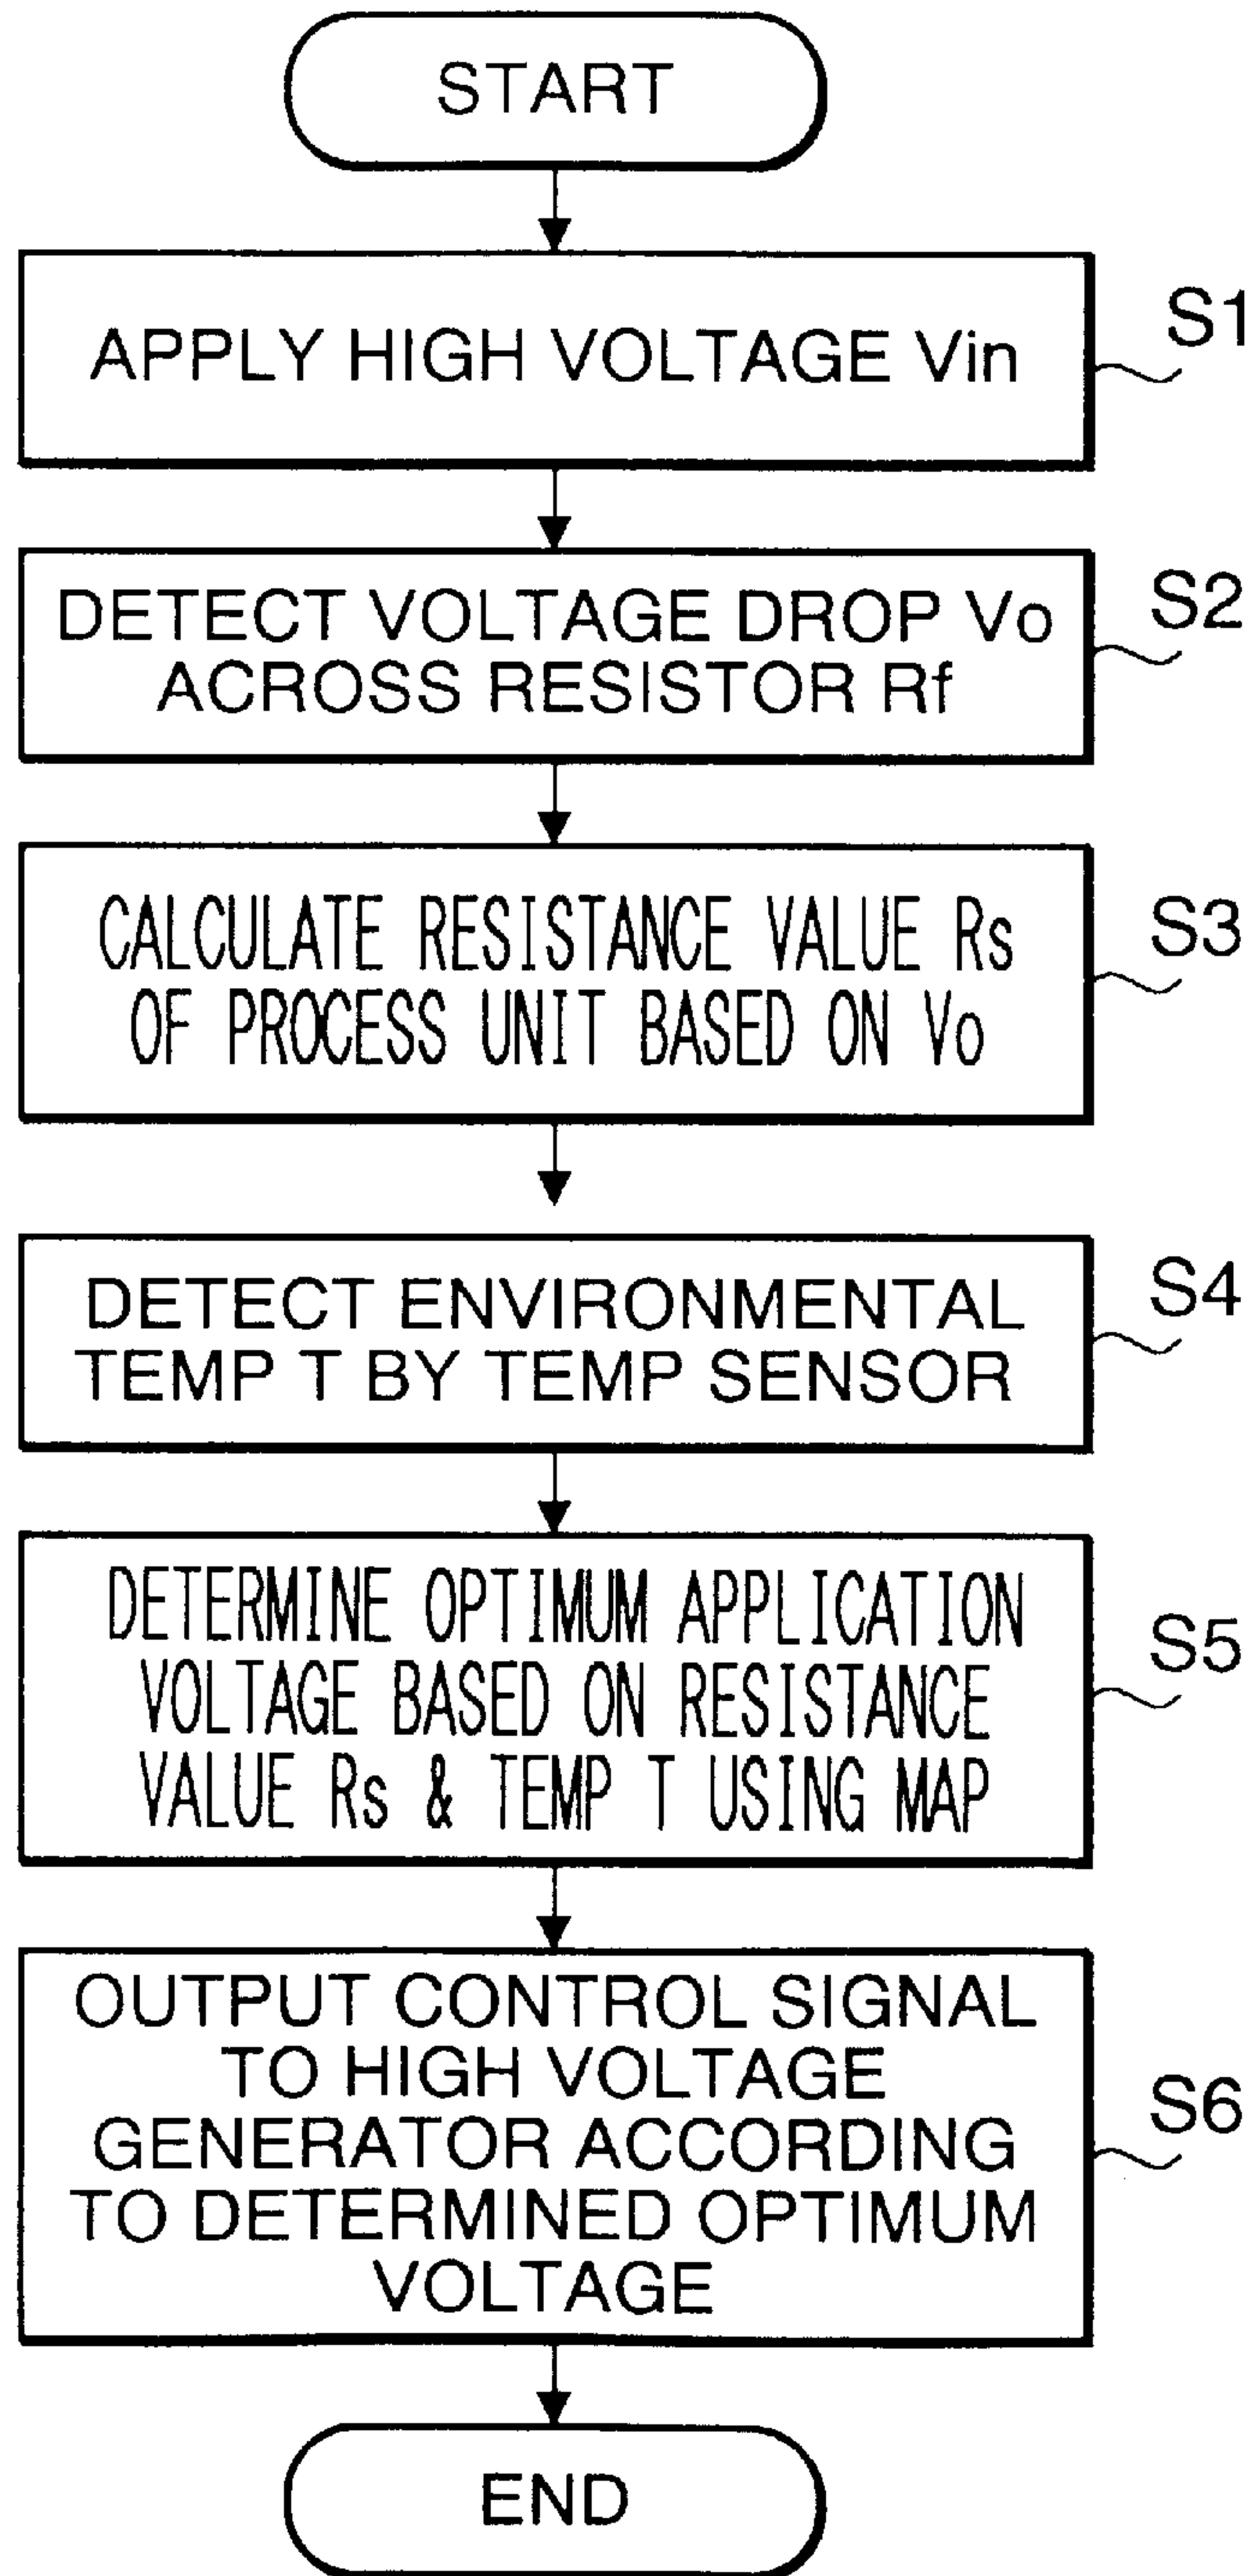 START
APPLY HIGH VOLTAGE Vin
S1
DETECT VOLTAGE DROP Vo
ACROSS RESISTOR Rf
S2
CALCULATE RESISTANCE VALUE Rs
OF PROCESS UNIT BASED ON Vo
S3
DETECT ENVIRONMENTAL
TEMP T BY TEMP SENSOR
S4
DETERMINE OPTIMUM APPLICATION
VOLTAGE BASED ON RESISTANCE
VALUE Rs & TEMP T USING MAP
S5
OUTPUT CONTROL SIGNAL
TO HIGH VOLTAGE
GENERATOR ACCORDING
TO DETERMINED OPTIMUM
VOLTAGE
S6
END